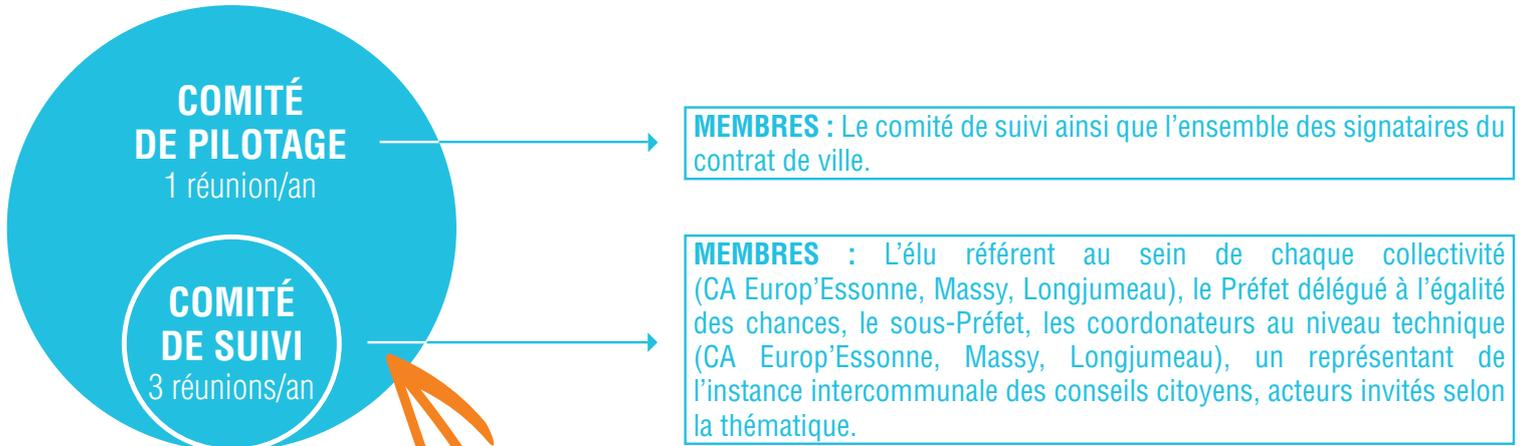 COMITÉ
DE PILOTAGE
1 réunion/an
MEMBRES : Le comité de suivi ainsi que l'ensemble des signataires du
contrat de ville.
COMITÉ
DE SUIVI
3 réunions/an
MEMBRES : L'élu référent au sein de chaque collectivité
(CA Europ'Essonne, Massy, Longjumeau), le Préfet délégué à l'égalité
des chances, le sous-Préfet, les coordonateurs au niveau technique
(CA Europ'Essonne, Massy, Longjumeau), un représentant de
l'instance intercommunale des conseils citoyens, acteurs invités selon
la thématique.